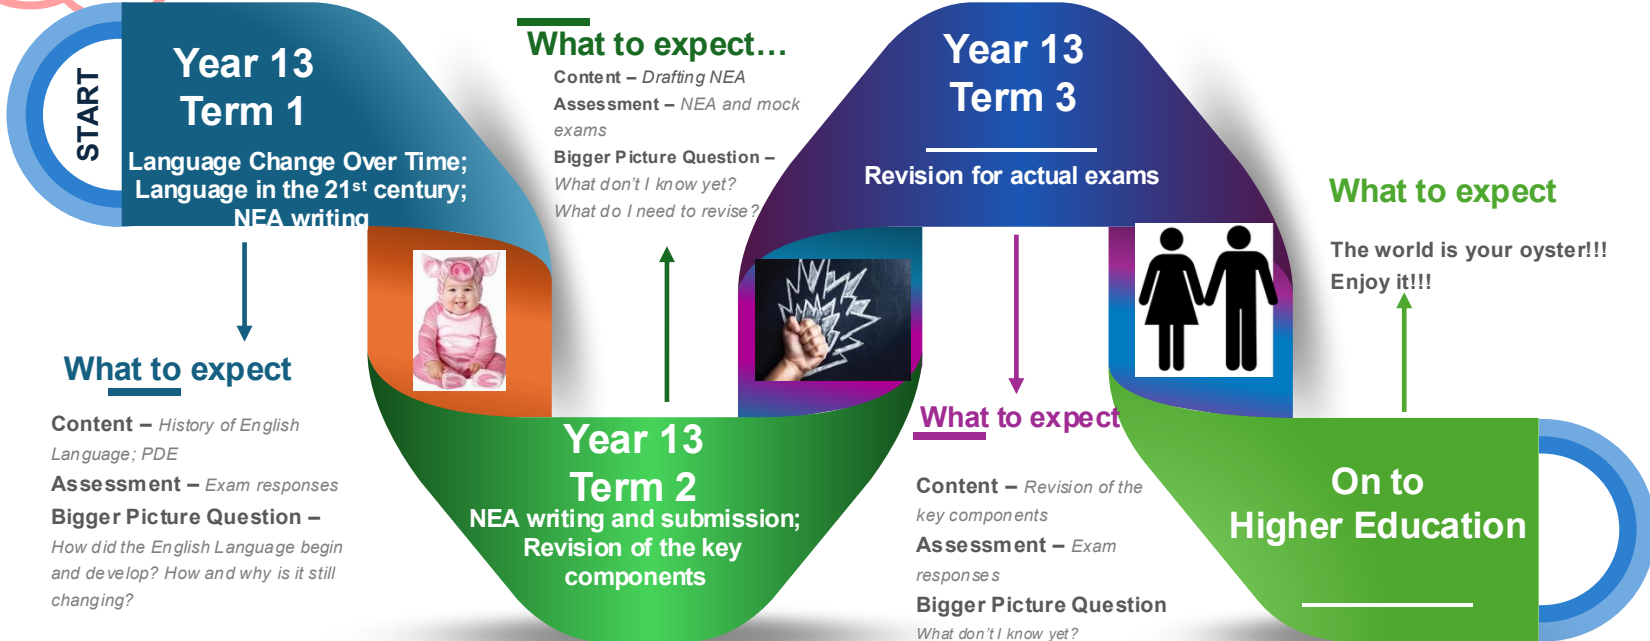 START
Year 13
Term 1
Language Change Over Time;
Language in the 21st century;
NEA writing
What to expect
Content – History of English
Language; PDE
Assessment – Exam responses
Bigger Picture Question –
How did the English Language begin
and develop? How and why is it still
changing?
What to expect...
Content – Drafting NEA
Assessment – NEA and mock
exams
Bigger Picture Question –
What don't I know yet?
What do I need to revise?
Year 13
Term 2
NEA writing and submission;
Revision of the key
components
Year 13
Term 3
Revision for actual exams
What to expect
Content – Revision of the
key components
Assessment – Exam
responses
Bigger Picture Question
What don't I know yet?
What to expect
The world is your oyster!!!
Enjoy it!!!
On to
Higher Education